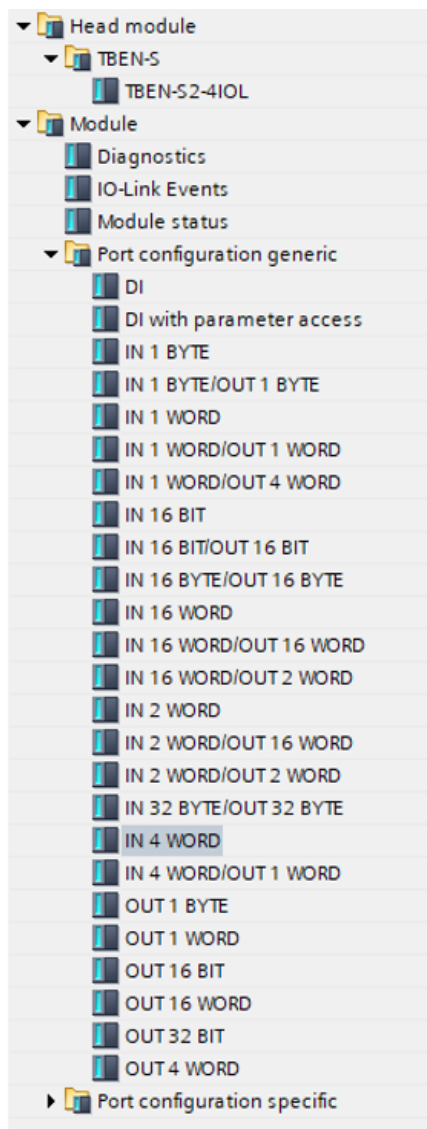 Head module
TBEN-S
TBEN-S2-4IOL
Module
Diagnostics
IO-Link Events
Module status
Port configuration generic
DI
DI with parameter access
IN 1 BYTE
IN 1 BYTE/OUT 1 BYTE
IN 1 WORD
IN 1 WORD/OUT 1 WORD
IN 1 WORD/OUT 4 WORD
IN 16 BIT
IN 16 BIT/OUT 16 BIT
IN 16 BYTE/OUT 16 BYTE
IN 16 WORD
IN 16 WORD/OUT 16 WORD
IN 16 WORD/OUT 2 WORD
IN 2 WORD
IN 2 WORD/OUT 16 WORD
IN 2 WORD/OUT 2 WORD
IN 32 BYTE/OUT 32 BYTE
IN 4 WORD
IN 4 WORD/OUT 1 WORD
OUT 1 BYTE
OUT 1 WORD
OUT 16 BIT
OUT 16 WORD
OUT 32 BIT
OUT 4 WORD
Port configuration specific